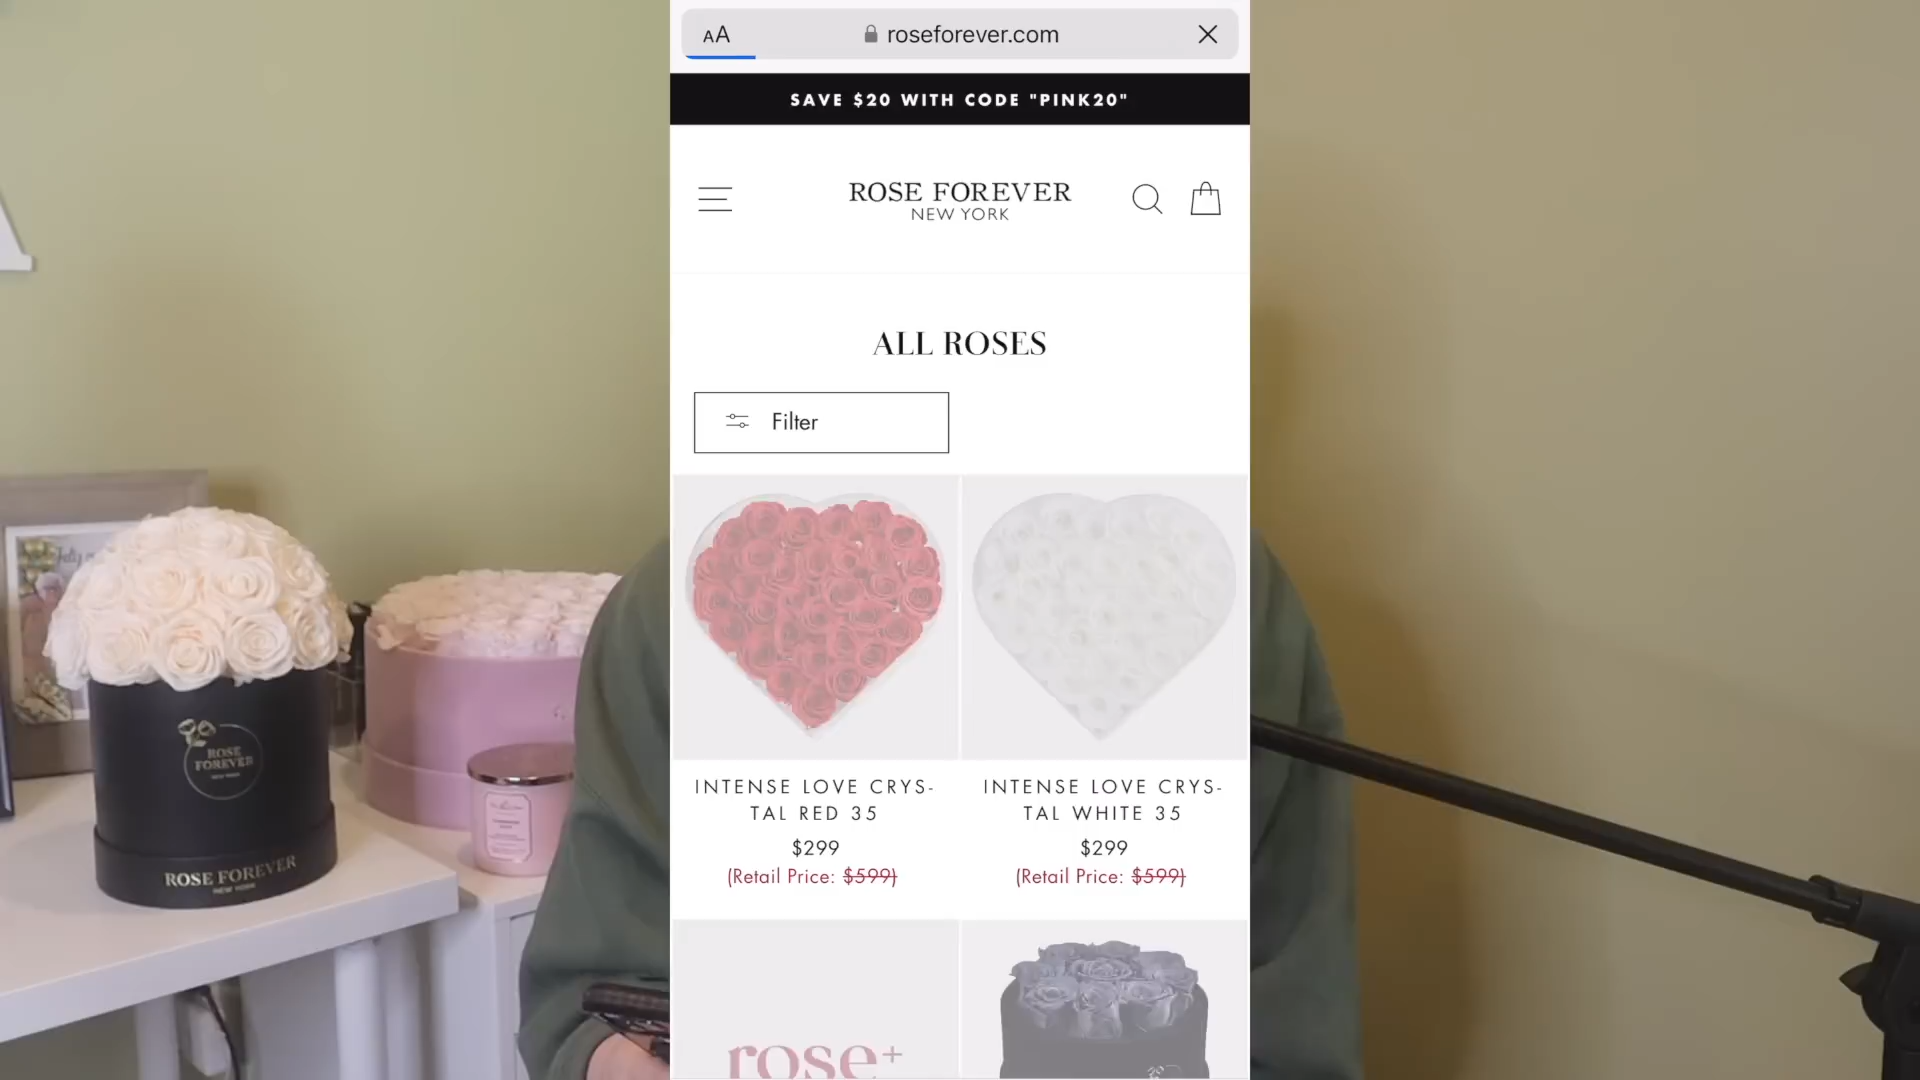 AA roseforever.com
SAVE $20 WITH CODE "PINK20"
ROSE FOREVER
NEW YORK
ALL ROSES
Filter
INTENSE LOVE CRYS-
TAL RED 35
$299
(Retail Price: $599)
INTENSE LOVE CRYS-
TAL WHITE 35
$299
(Retail Price: $599)
rose+
ROSE
FOREVER
NEW YORK
ROSE FOREVER
NEW YORK